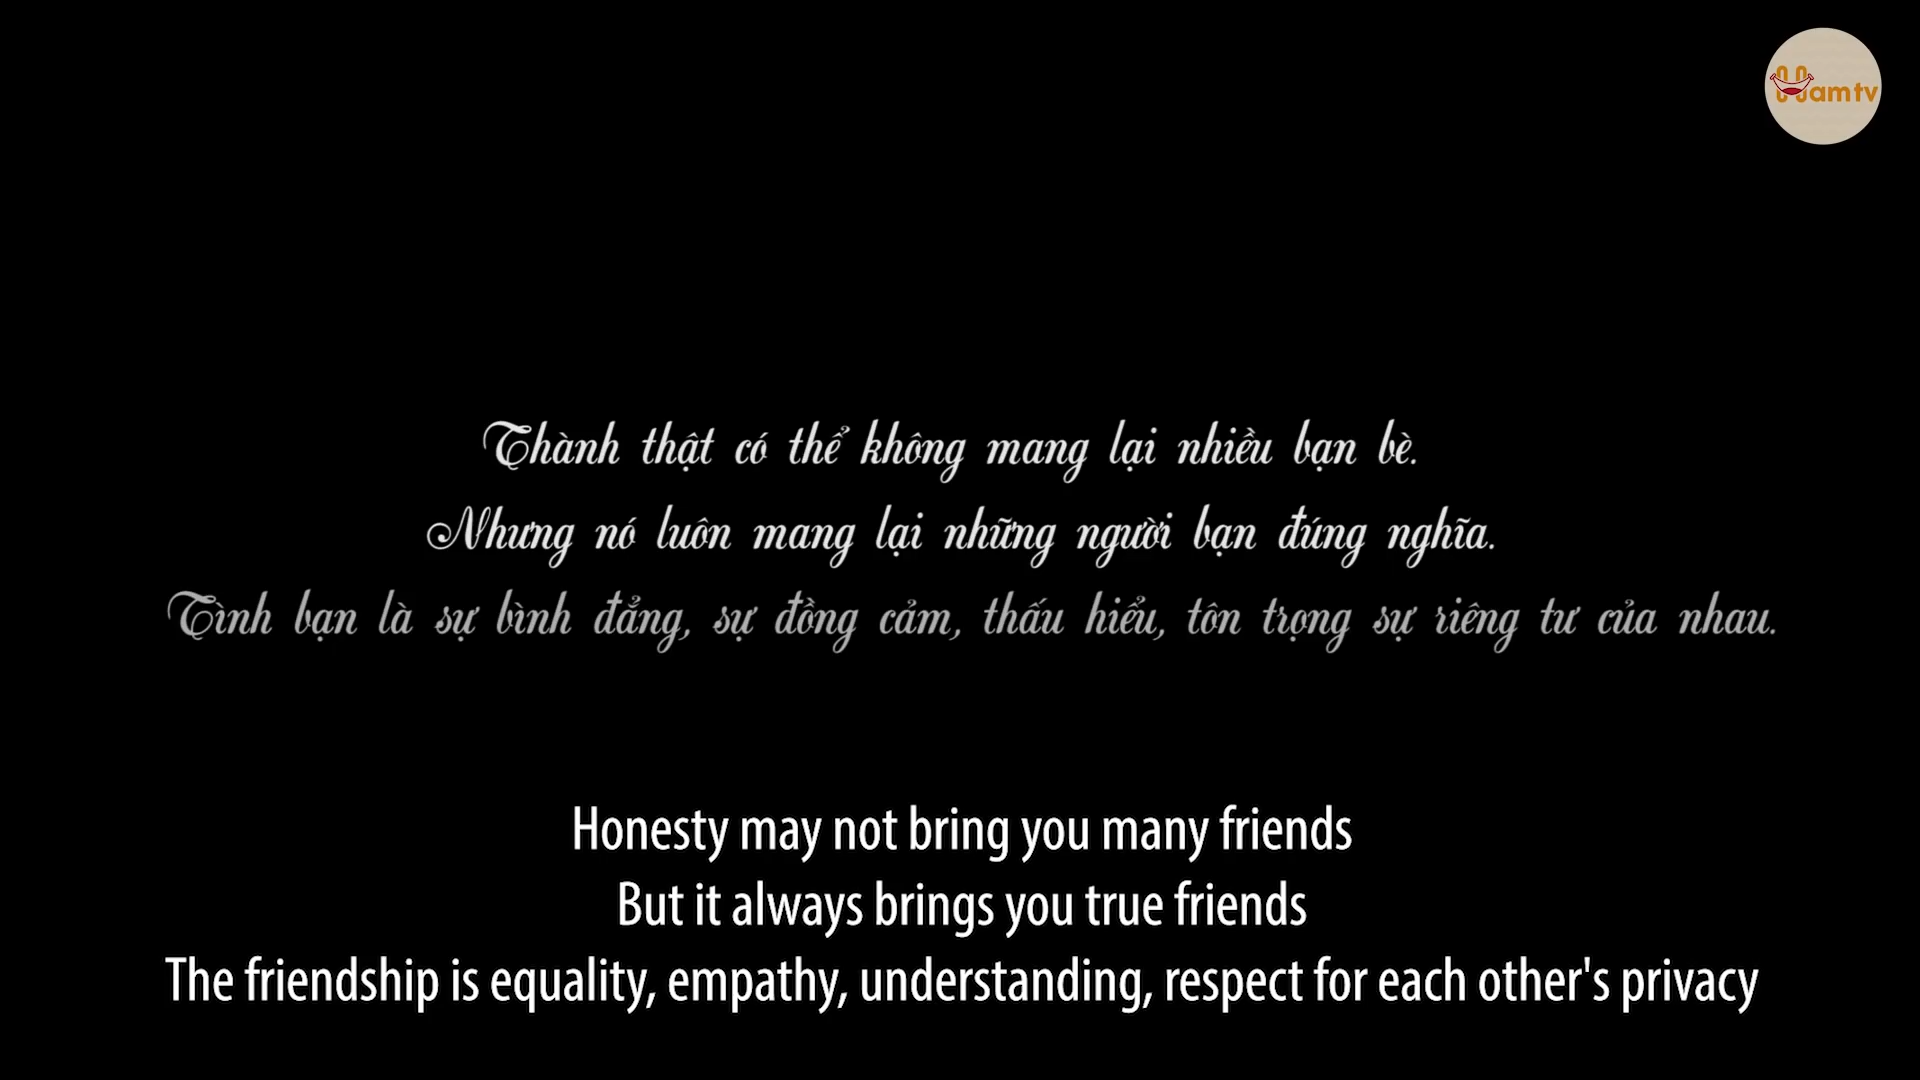 Hamtv
Thành thật có thể không mang lại nhiều bạn bè.
Nhưng nó luôn mang lại những người bạn đúng nghĩa.
Tình bạn là sự bình đẳng, sự đồng cảm, thấu hiểu, tôn trọng sự riêng tư của nhau.
Honesty may not bring you many friends
But it always brings you true friends
The friendship is equality, empathy, understanding, respect for each other's privacy